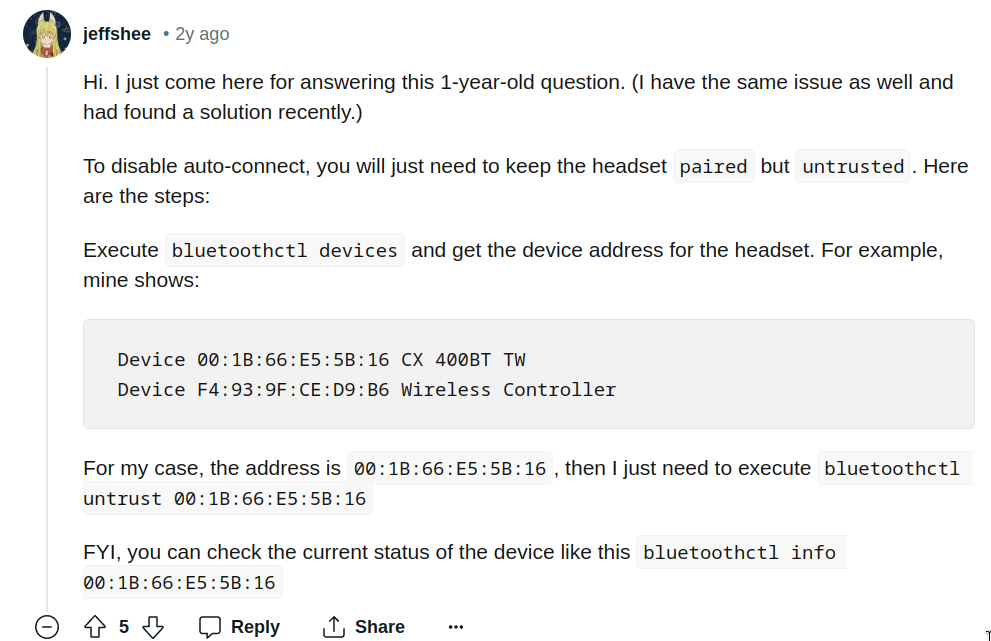 jeffshee • 2y ago
Hi. I just come here for answering this 1-year-old question. (I have the same issue as well and
had found a solution recently.)
To disable auto-connect, you will just need to keep the headset paired but untrusted. Here
are the steps:
Execute bluetoothctl devices and get the device address for the headset. For example,
mine shows:
Device 00:1B:66:E5:5B:16 CX 400BT TW
Device F4:93:9F:CE:D9:B6 Wireless Controller
For my case, the address is 00:1B:66:E5:5B:16, then I just need to execute bluetoothctl
untrust 00:1B:66:E5:5B:16
FYI, you can check the current status of the device like this bluetoothctl info
00:1B:66:E5:5B:16
5 Reply Share ···